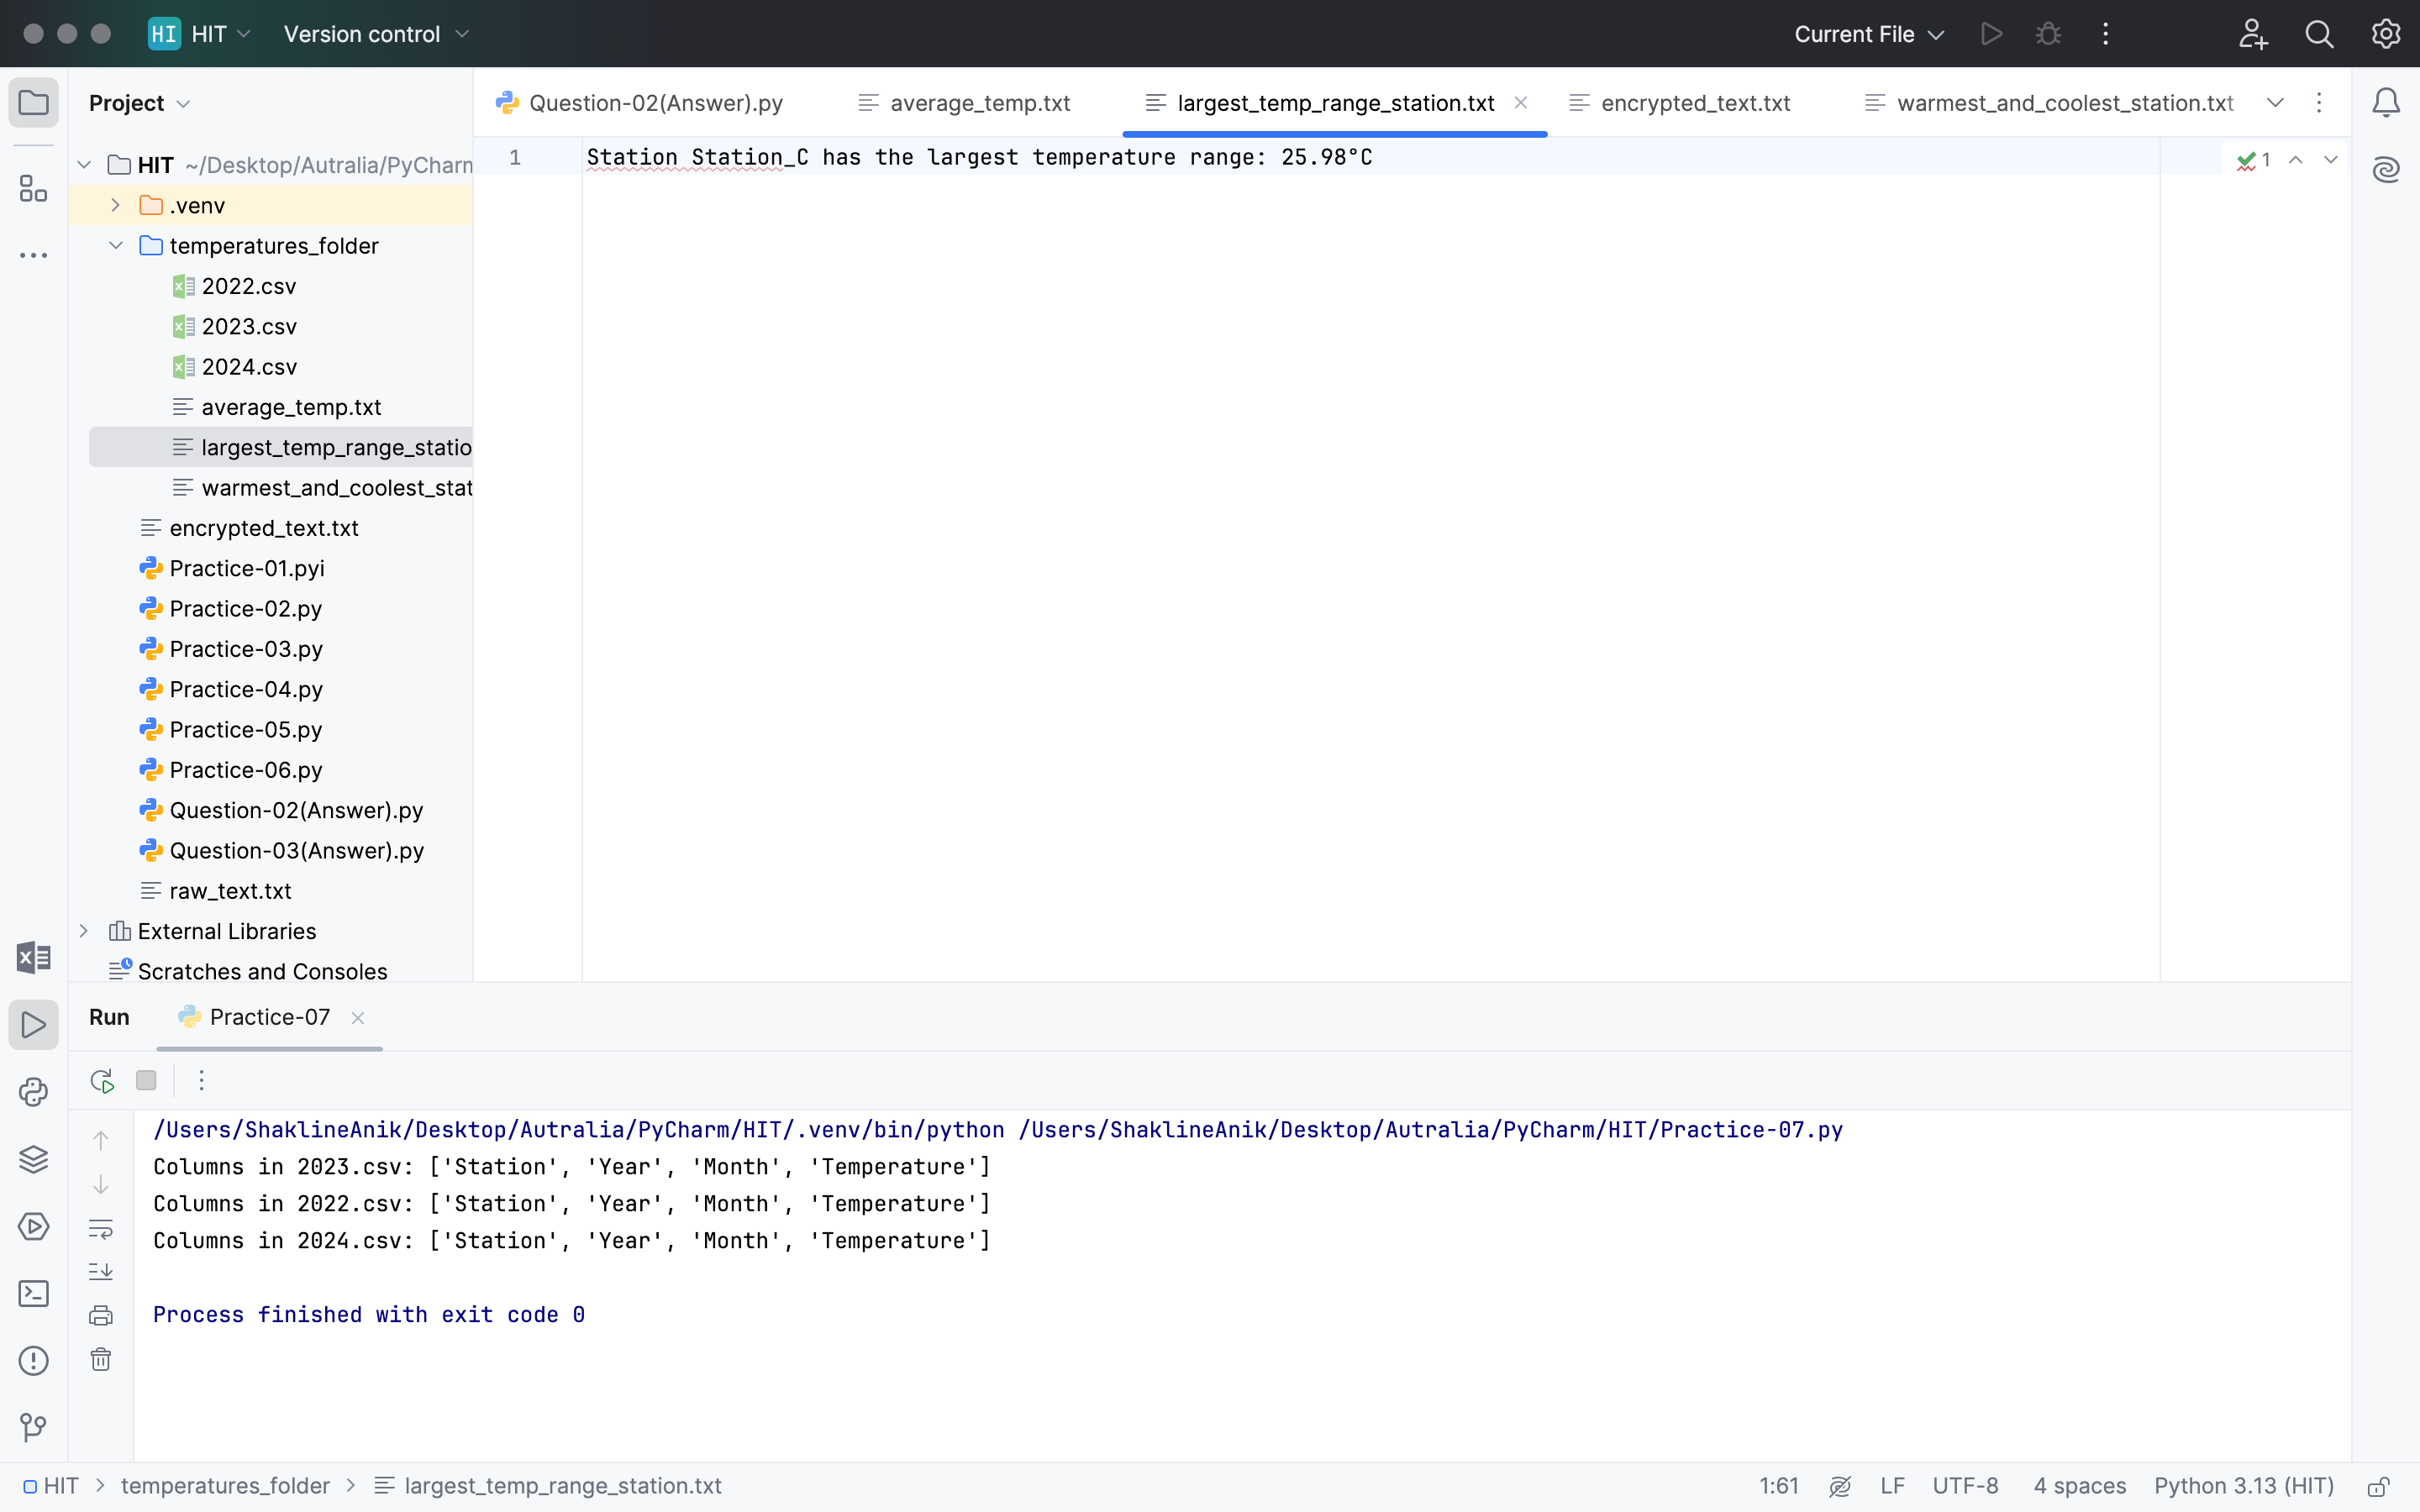 HI HIT Version control Current File
Project
Question-02(Answer).py average_temp.txt largest_temp_range_station.txt encrypted_text.txt warmest_and_coolest_station.txt
HIT ~/Desktop/Autralia/PyCharm
.venv
temperatures_folder
2022.csv
2023.csv
2024.csv
average_temp.txt
largest_temp_range_statio
warmest_and_coolest_stat
encrypted_text.txt
Practice-01.pyi
Practice-02.py
Practice-03.py
Practice-04.py
Practice-05.py
Practice-06.py
Question-02(Answer).py
Question-03(Answer).py
raw_text.txt
External Libraries
Scratches and Consoles
1 Station Station_C has the largest temperature range: 25.98°C 1
Run Practice-07
/Users/ShaklineAnik/Desktop/Autralia/PyCharm/HIT/.venv/bin/python /Users/ShaklineAnik/Desktop/Autralia/PyCharm/HIT/Practice-07.py
Columns in 2023.csv: ['Station', 'Year', 'Month', 'Temperature']
Columns in 2022.csv: ['Station', 'Year', 'Month', 'Temperature']
Columns in 2024.csv: ['Station', 'Year', 'Month', 'Temperature']
Process finished with exit code 0
HIT > temperatures_folder > largest_temp_range_station.txt 1:61 LF UTF-8 4 spaces Python 3.13 (HIT)